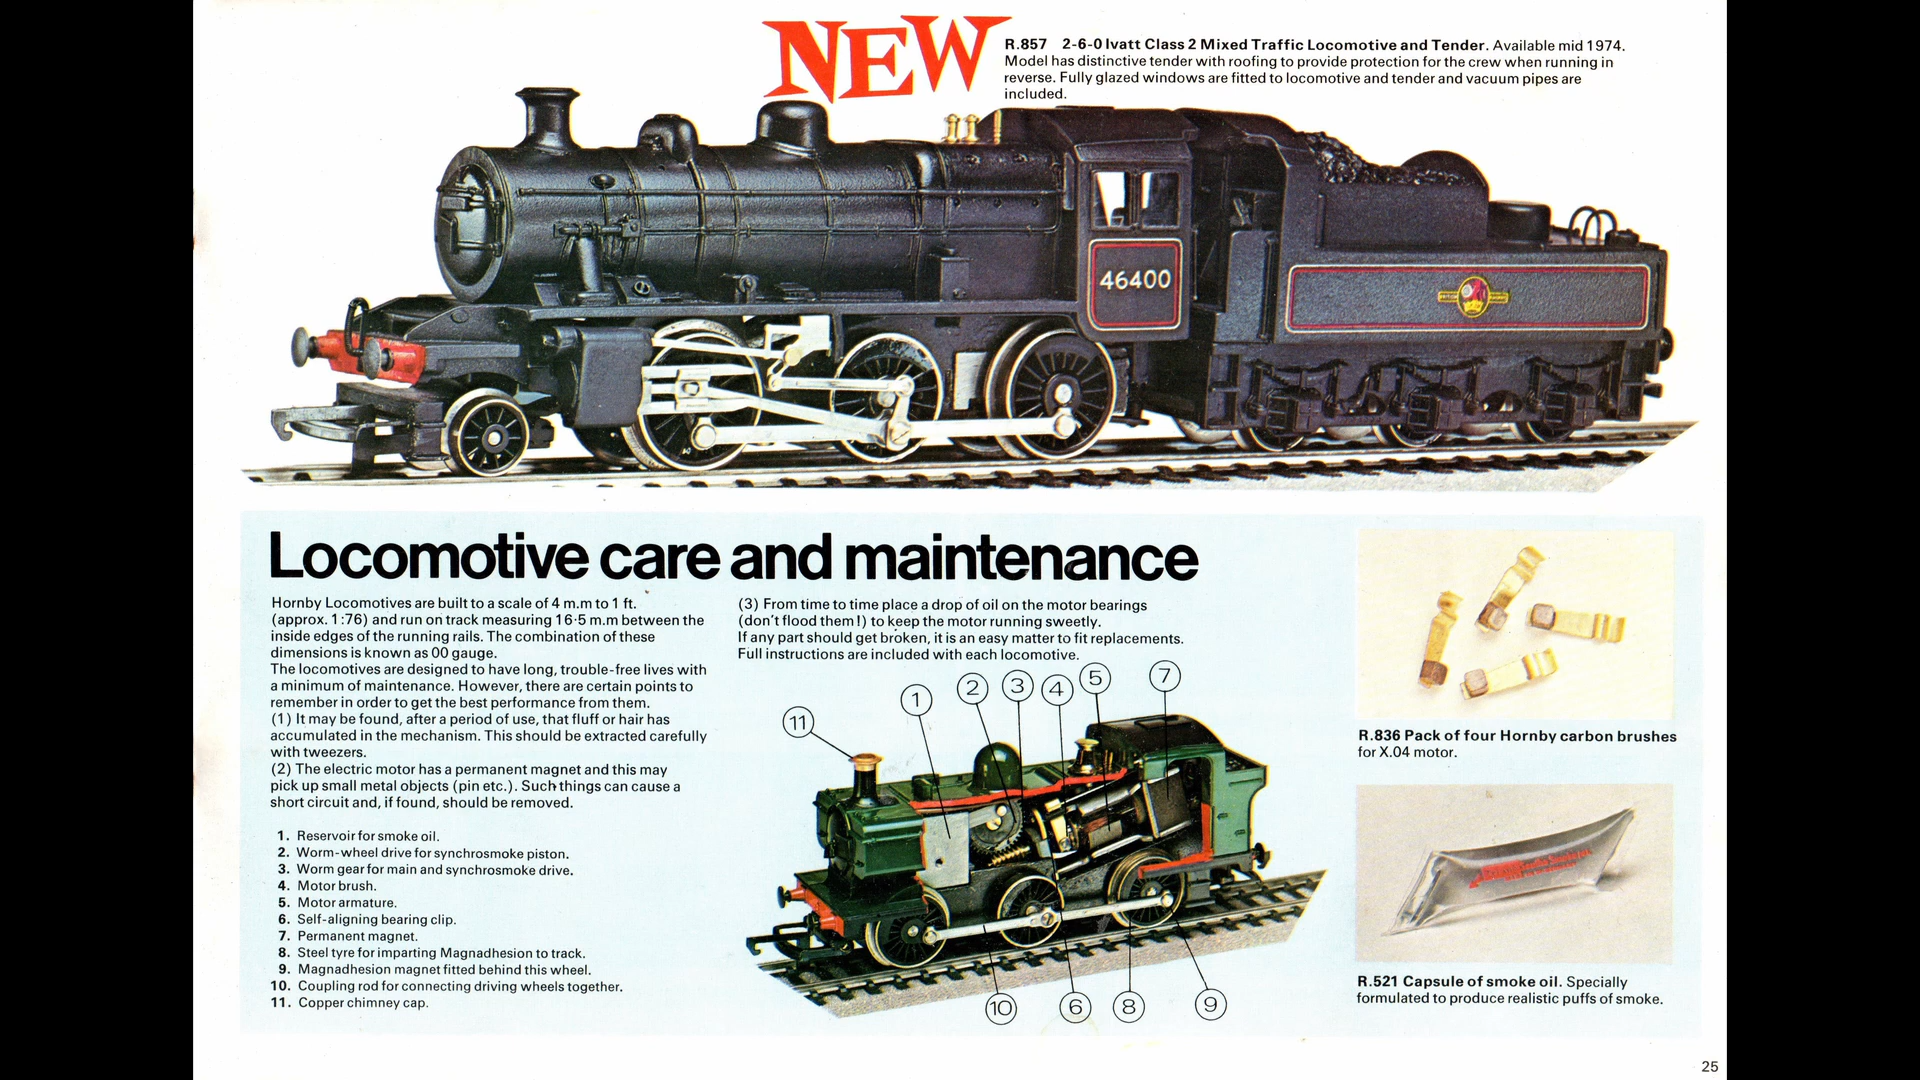 NEW
R.857 2-6-0 Ivatt Class 2 Mixed Traffic Locomotive and Tender. Available mid 1974.
Model has distinctive tender with roofing to provide protection for the crew when running in
reverse. Fully glazed windows are fitted to locomotive and tender and vacuum pipes are
included.
46400
Locomotive care and maintenance
Hornby Locomotives are built to a scale of 4 m.m to 1 ft.
(approx. 1:76) and run on track measuring 16·5 m.m between the
inside edges of the running rails. The combination of these
dimensions is known as 00 gauge.
The locomotives are designed to have long, trouble-free lives with
a minimum of maintenance. However, there are certain points to
remember in order to get the best performance from them.
(1) It may be found, after a period of use, that fluff or hair has
accumulated in the mechanism. This should be extracted carefully
with tweezers.
(2) The electric motor has a permanent magnet and this may
pick up small metal objects (pin etc.). Such things can cause a
short circuit and, if found, should be removed.
(3) From time to time place a drop of oil on the motor bearings
(don't flood them!) to keep the motor running sweetly.
If any part should get broken, it is an easy matter to fit replacements.
Full instructions are included with each locomotive.
1. Reservoir for smoke oil.
2. Worm-wheel drive for synchrosmoke piston.
3. Worm gear for main and synchrosmoke drive.
4. Motor brush.
5. Motor armature.
6. Self-aligning bearing clip.
7. Permanent magnet.
8. Steel tyre for imparting Magnadhesion to track.
9. Magnadhesion magnet fitted behind this wheel.
10. Coupling rod for connecting driving wheels together.
11. Copper chimney cap.
11 1 2 3 4 5 7
10 6 8 9
R.836 Pack of four Hornby carbon brushes
for X.04 motor.
R.521 Capsule of smoke oil. Specially
formulated to produce realistic puffs of smoke.
25